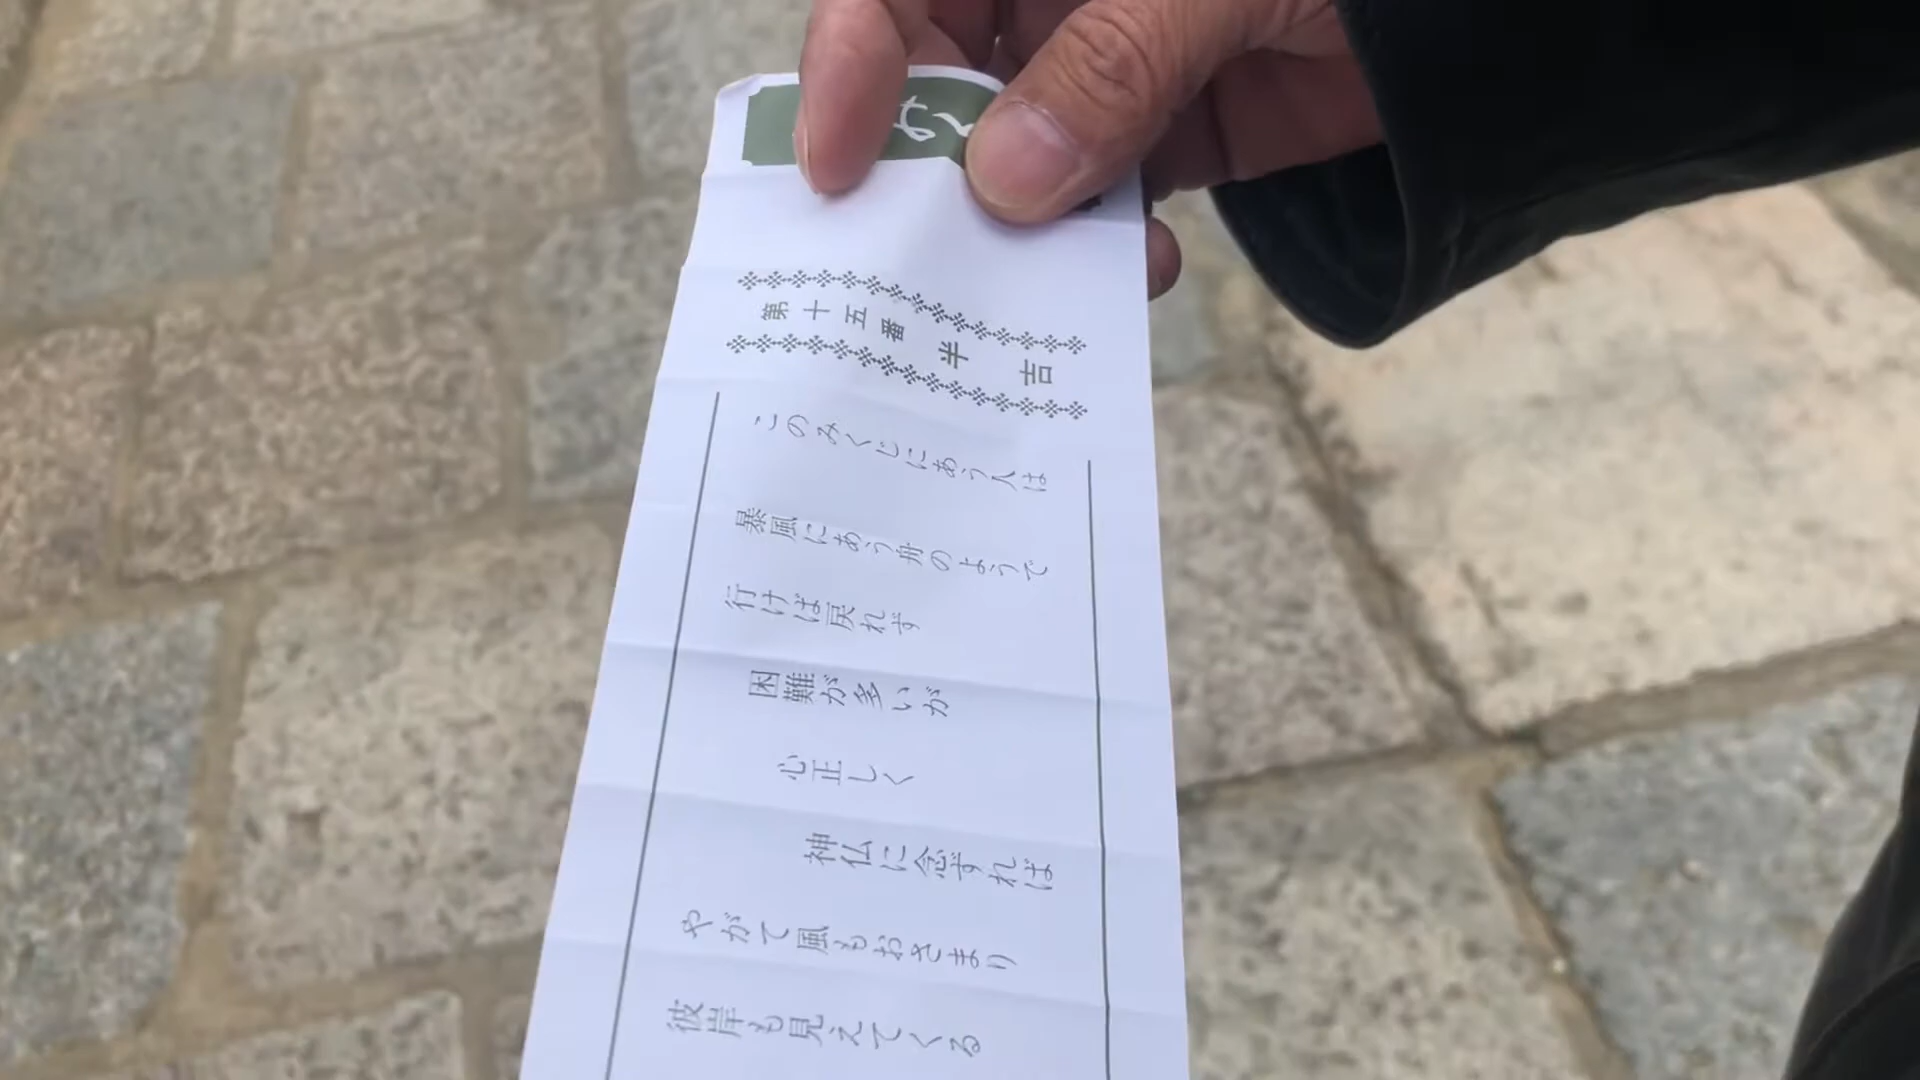 み
第十五番 半吉
このみくじにあう人は
暴風にあう舟のようで
行けば戻れず
困難が多いが
心正しく
神仏に念ずれば
やがて風もおさまり
彼岸も見えてくる